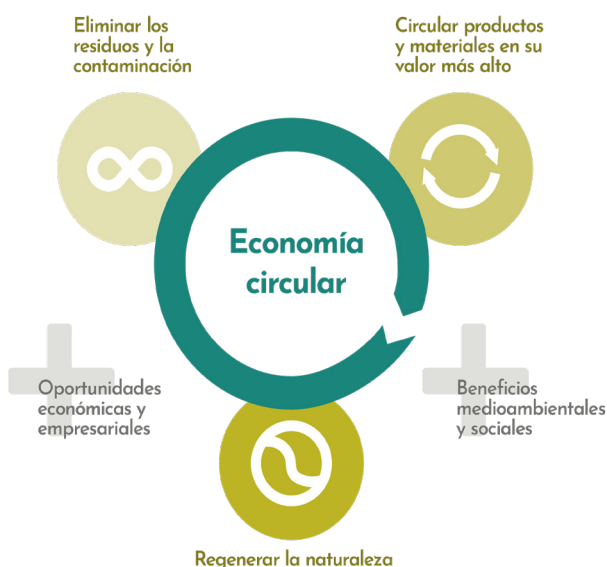 Eliminar los
residuos y la
contaminación
Circular productos
y materiales en su
valor más alto
Economía
circular
Oportunidades
económicas y
empresariales
Beneficios
medioambientales
y sociales
Regenerar la naturaleza